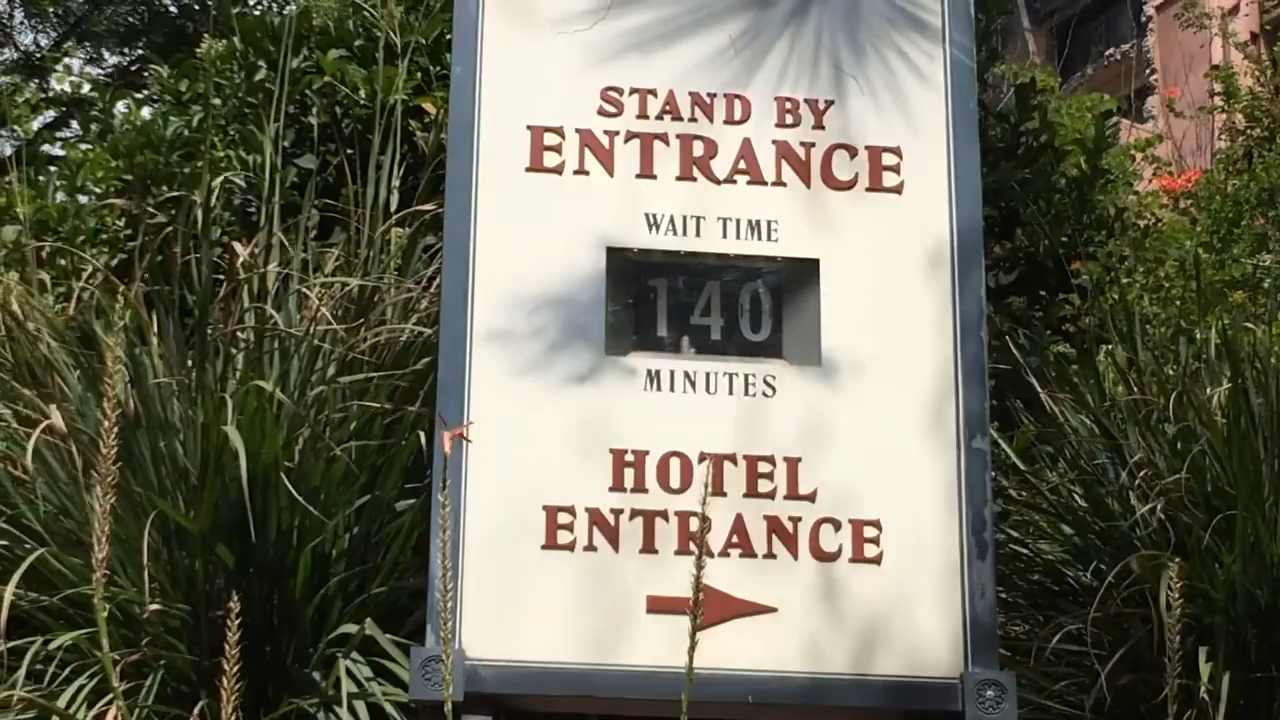 STAND BY
ENTRANCE
WAIT TIME
140
MINUTES
HOTEL
ENTRANCE